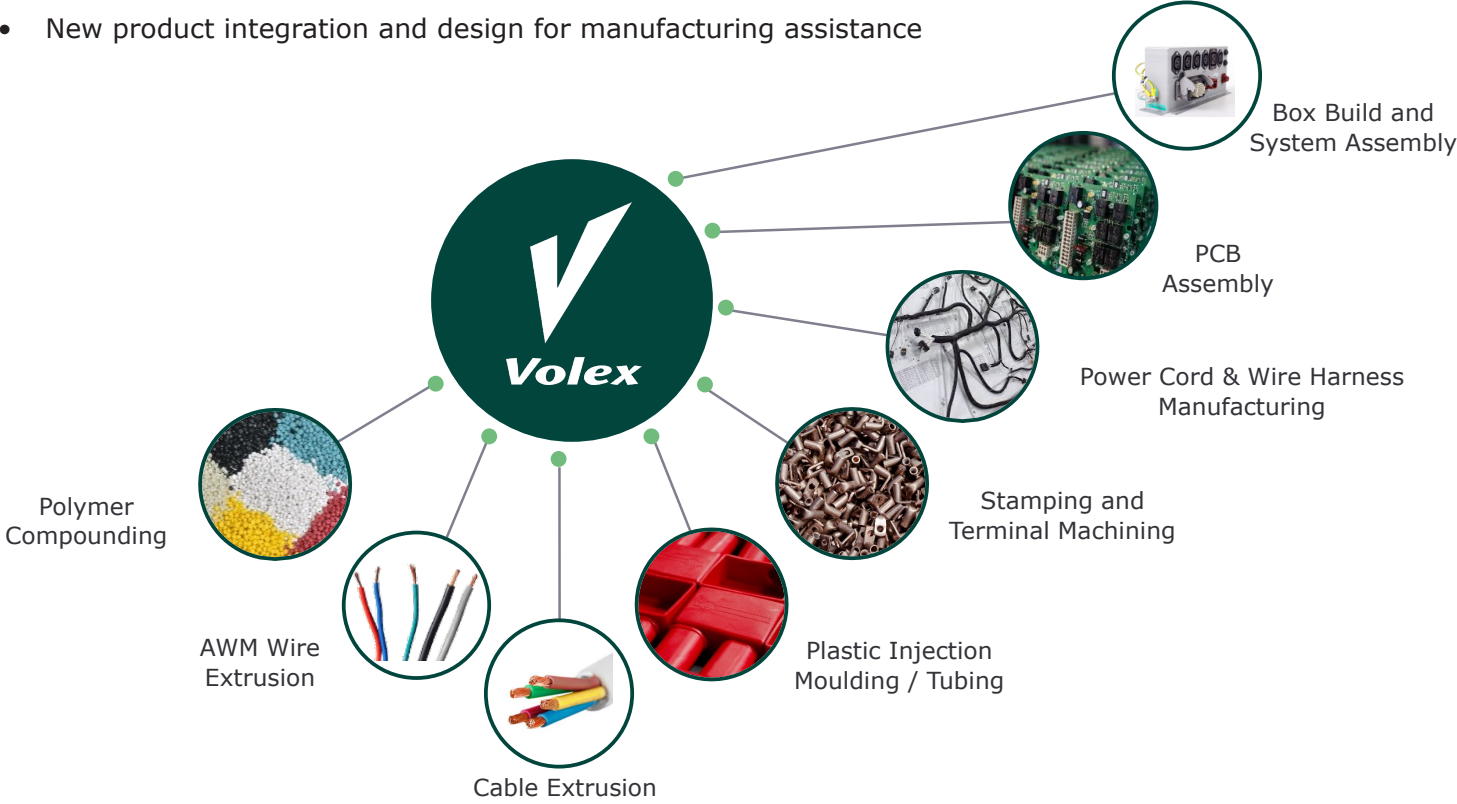 • New product integration and design for manufacturing assistance
Box Build and
System Assembly
PCB
Assembly
Volex
Power Cord & Wire Harness
Manufacturing
Polymer
Compounding
Stamping and
Terminal Machining
AWM Wire
Extrusion
Plastic Injection
Moulding / Tubing
Cable Extrusion